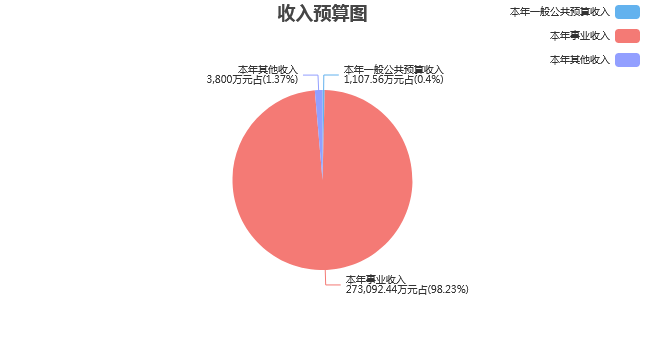 收入预算图
本年一般公共预算收入
本年事业收入
本年其他收入
本年其他收入
3,800万元占(1.37%)
本年一般公共预算收入
1,107.56万元占(0.4%)
本年事业收入
273,092.44万元占(98.23%)